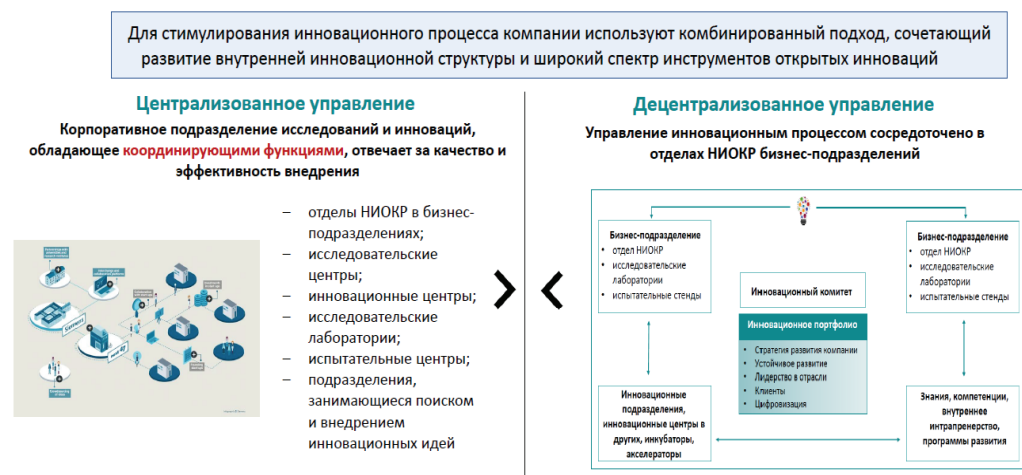 Для стимулирования инновационного процесса компании используют комбинированный подход, сочетающий
развитие внутренней инновационной структуры и широкий спектр инструментов открытых инноваций
Централизованное управление
Корпоративное подразделение исследований и инноваций,
обладающее координирующими функциями, отвечает за качество и
эффективность внедрения
– отделы НИОКР в бизнес-
подразделениях;
– исследовательские
центры;
– инновационные центры;
– исследовательские
лаборатории;
– испытательные центры;
– подразделения,
занимающиеся поиском
и внедрением
инновационных идей
Децентрализованное управление
Управление инновационным процессом сосредоточено в
отделах НИОКР бизнес-подразделений
Бизнес-подразделение
• отдел НИОКР
• исследовательские
лаборатории
• испытательные стенды
Бизнес-подразделение
• отдел НИОКР
• исследовательские
лаборатории
• испытательные стенды
Инновационный комитет
Инновационное портфолио
• Стратегия развития компании
• Устойчивое развитие
• Лидерство в отрасли
• Клиенты
• Цифровизация
Инновационные
подразделения,
инновационные центры в
других, инкубаторы,
акселераторы
Знания, компетенции,
внутреннее
интрапренерство,
программы развития